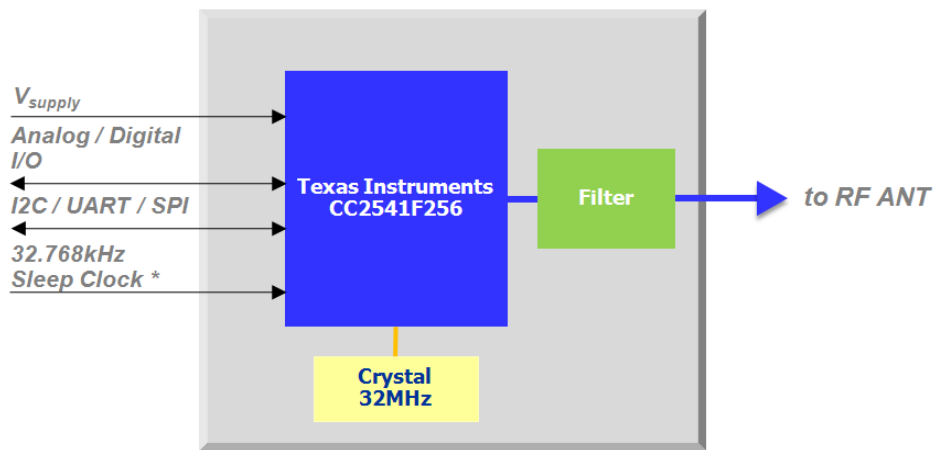 Vsupply
Analog / Digital
I/O
I2C / UART / SPI
32.768kHz
Sleep Clock *
Texas Instruments
CC2541F256
Filter
to RF ANT
Crystal
32MHz